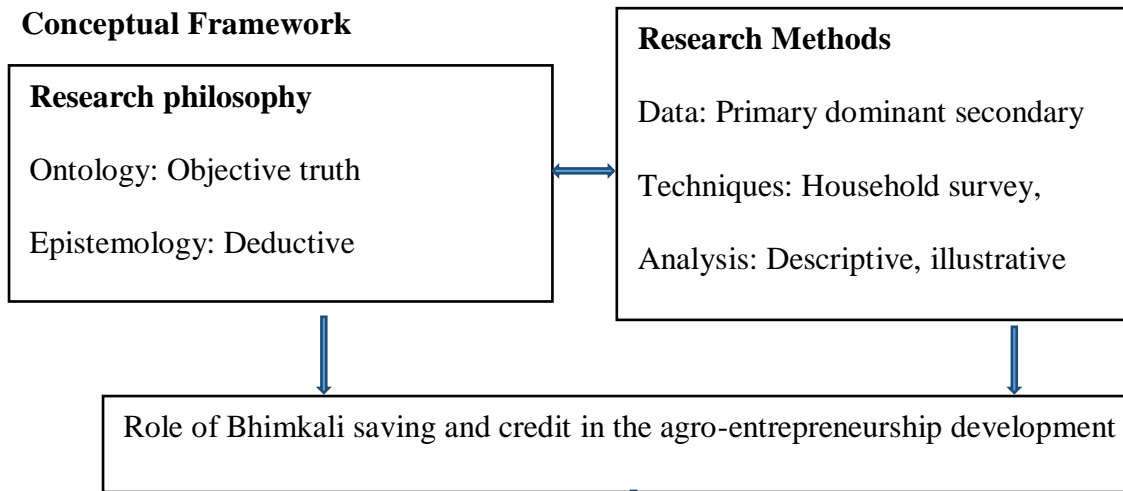 Conceptual Framework
Research philosophy
Ontology: Objective truth
Epistemology: Deductive
Research Methods
Data: Primary dominant secondary
Techniques: Household survey,
Analysis: Descriptive, illustrative
Role of Bhimkali saving and credit in the agro-entrepreneurship development